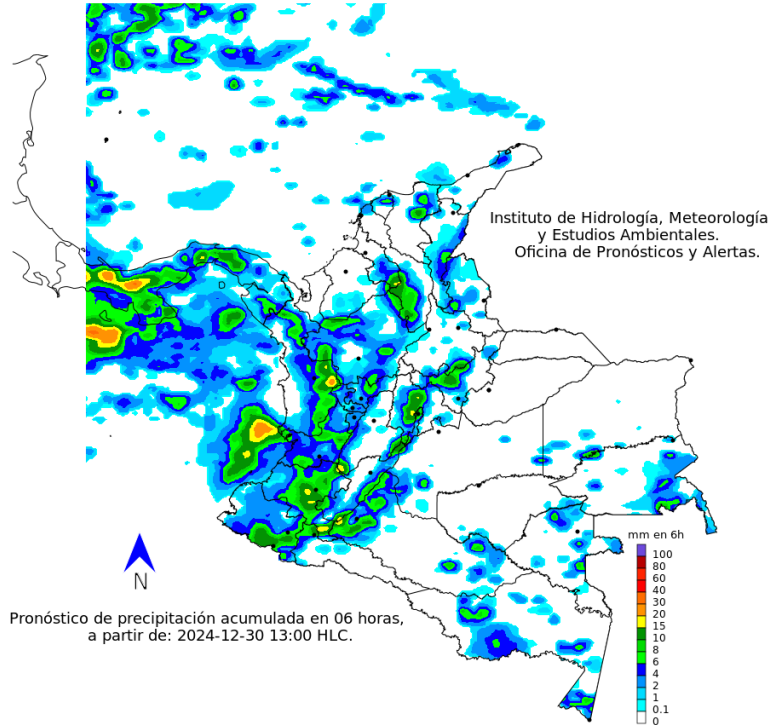 Instituto de Hidrología, Meteorología
y Estudios Ambientales.
Oficina de Pronósticos y Alertas.
N
Pronóstico de precipitación acumulada en 06 horas,
a partir de: 2024-12-30 13:00 HLC.
mm en 6h
100
80
60
40
30
20
15
10
8
6
4
2
1
0.1
0